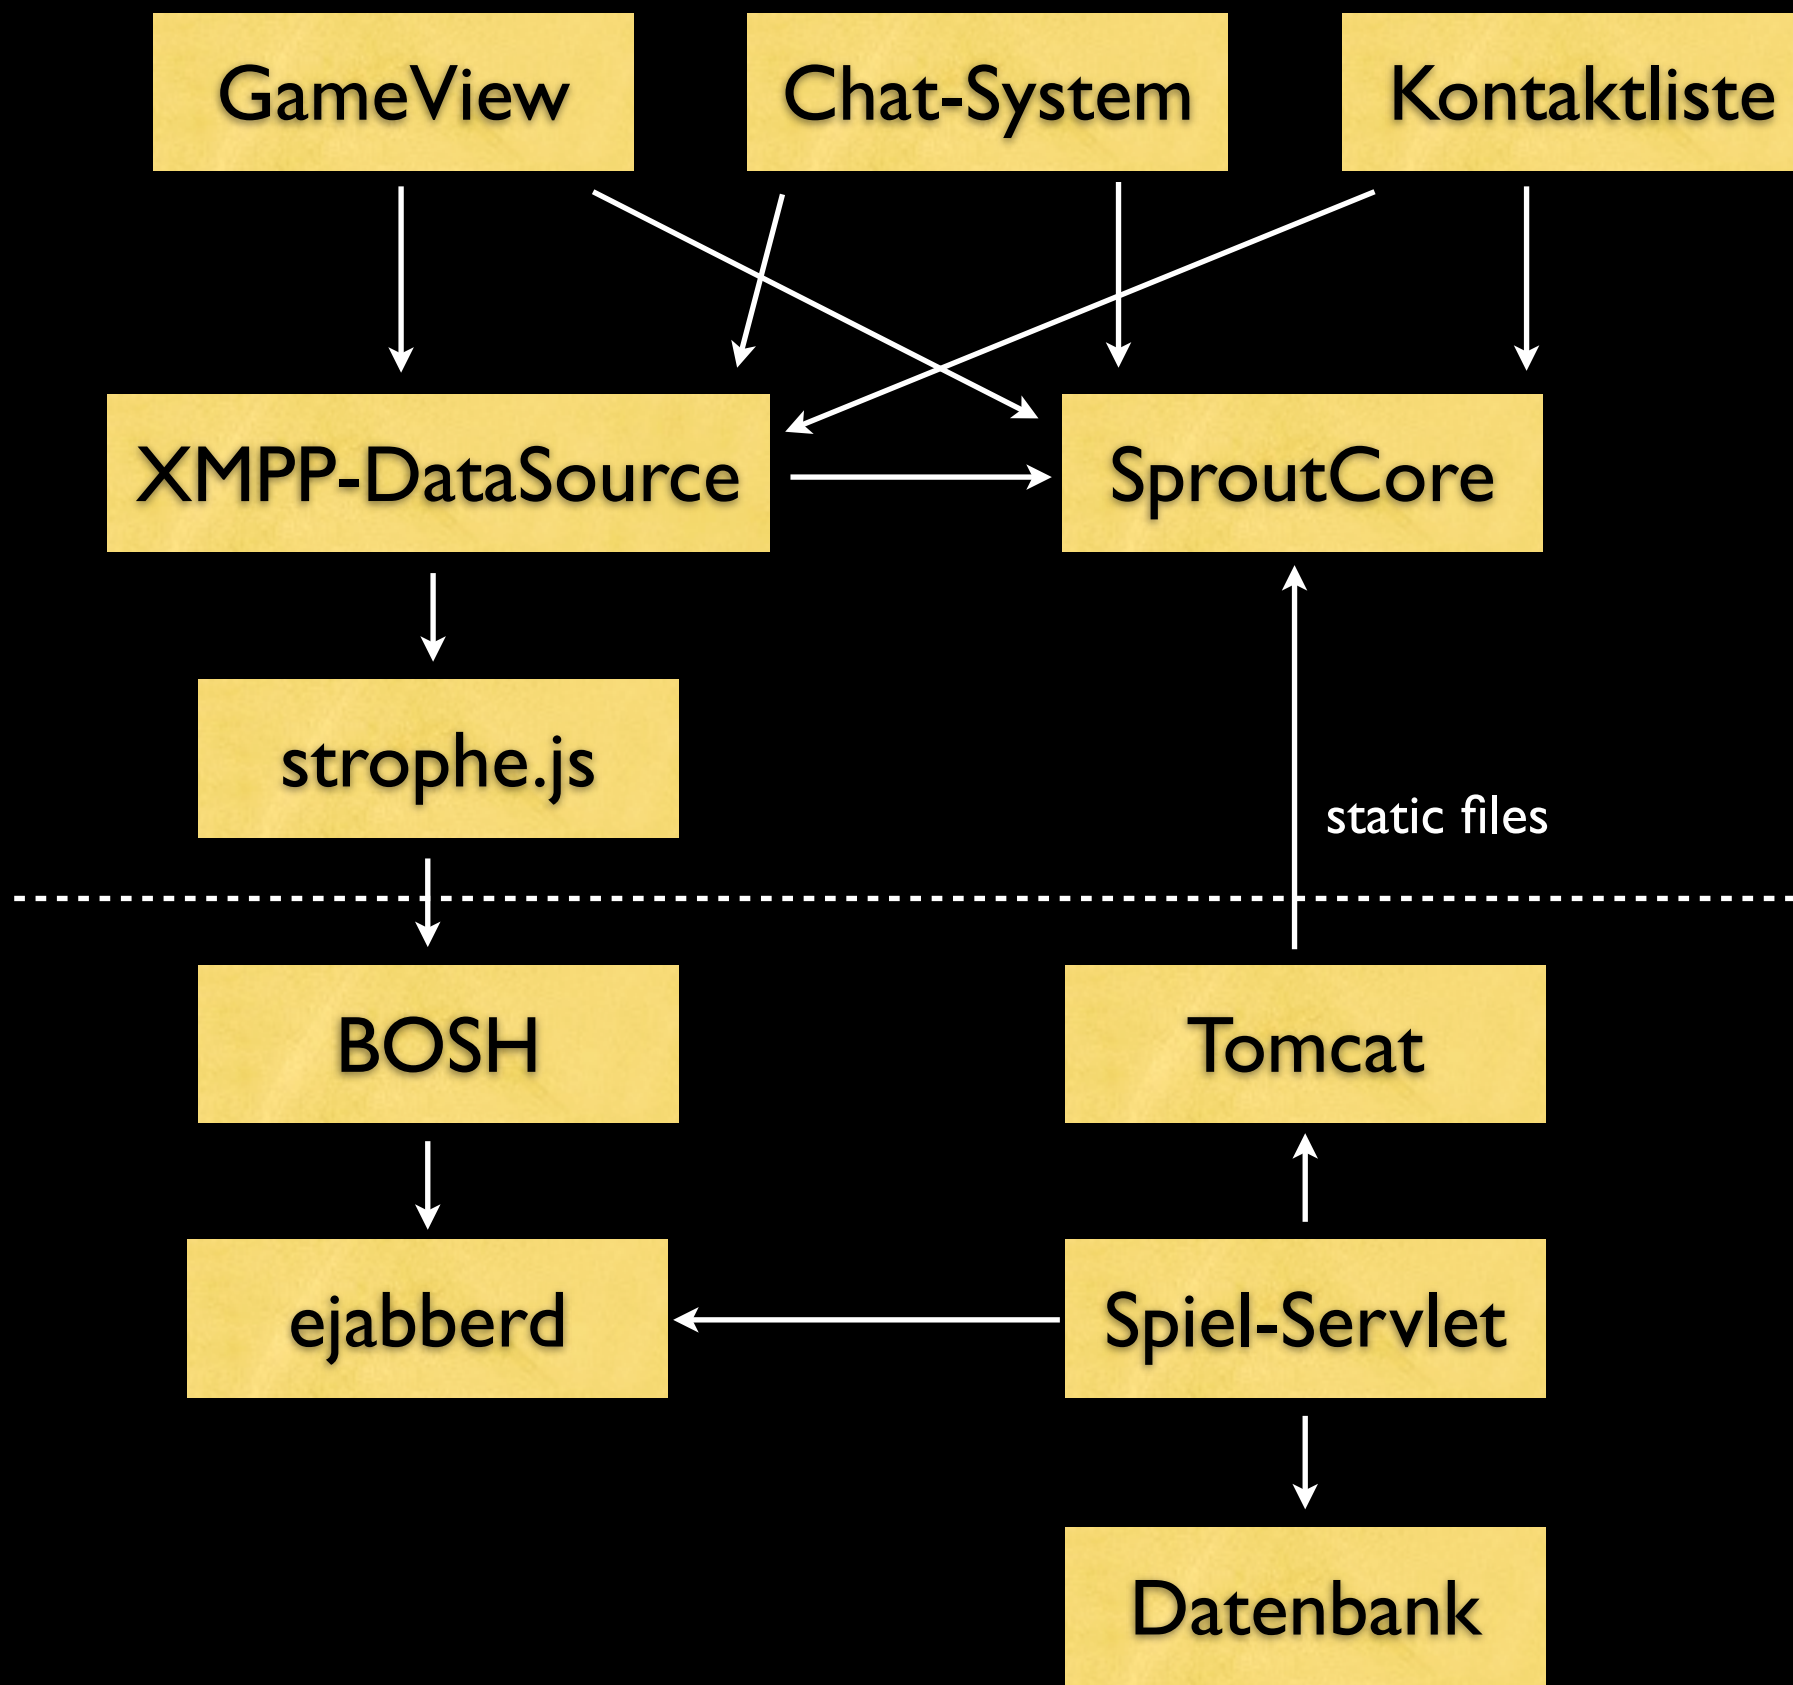 GameView
Chat-System
Kontaktliste
XMPP-DataSource
SproutCore
strophe.js
static files
BOSH
Tomcat
ejabberd
Spiel-Servlet
Datenbank